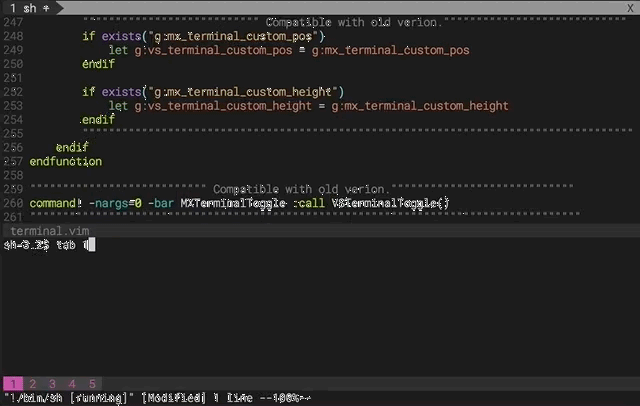 1 sh + X
247 " Compatible with old verion.
248 if exists("g:mx_terminal_custom_pos")
249 let g:vs_terminal_custom_pos = g:mx_terminal_custom_pos
250 endif
251
252 if exists("g:mx_terminal_custom_height")
253 let g:vs_terminal_custom_height = g:mx_terminal_custom_height
254 endif
255
256 endif
257 endfunction
258
259 Compatible with old verion.
260 command! -nargs=0 -bar MXTerminalToggle :call VSTerminalToggle()
261
terminal.vim
sh-3.2$ tab 1
1 2 3 4 5
"!/bin/sh [running]" [Modified] 1 line --100%--